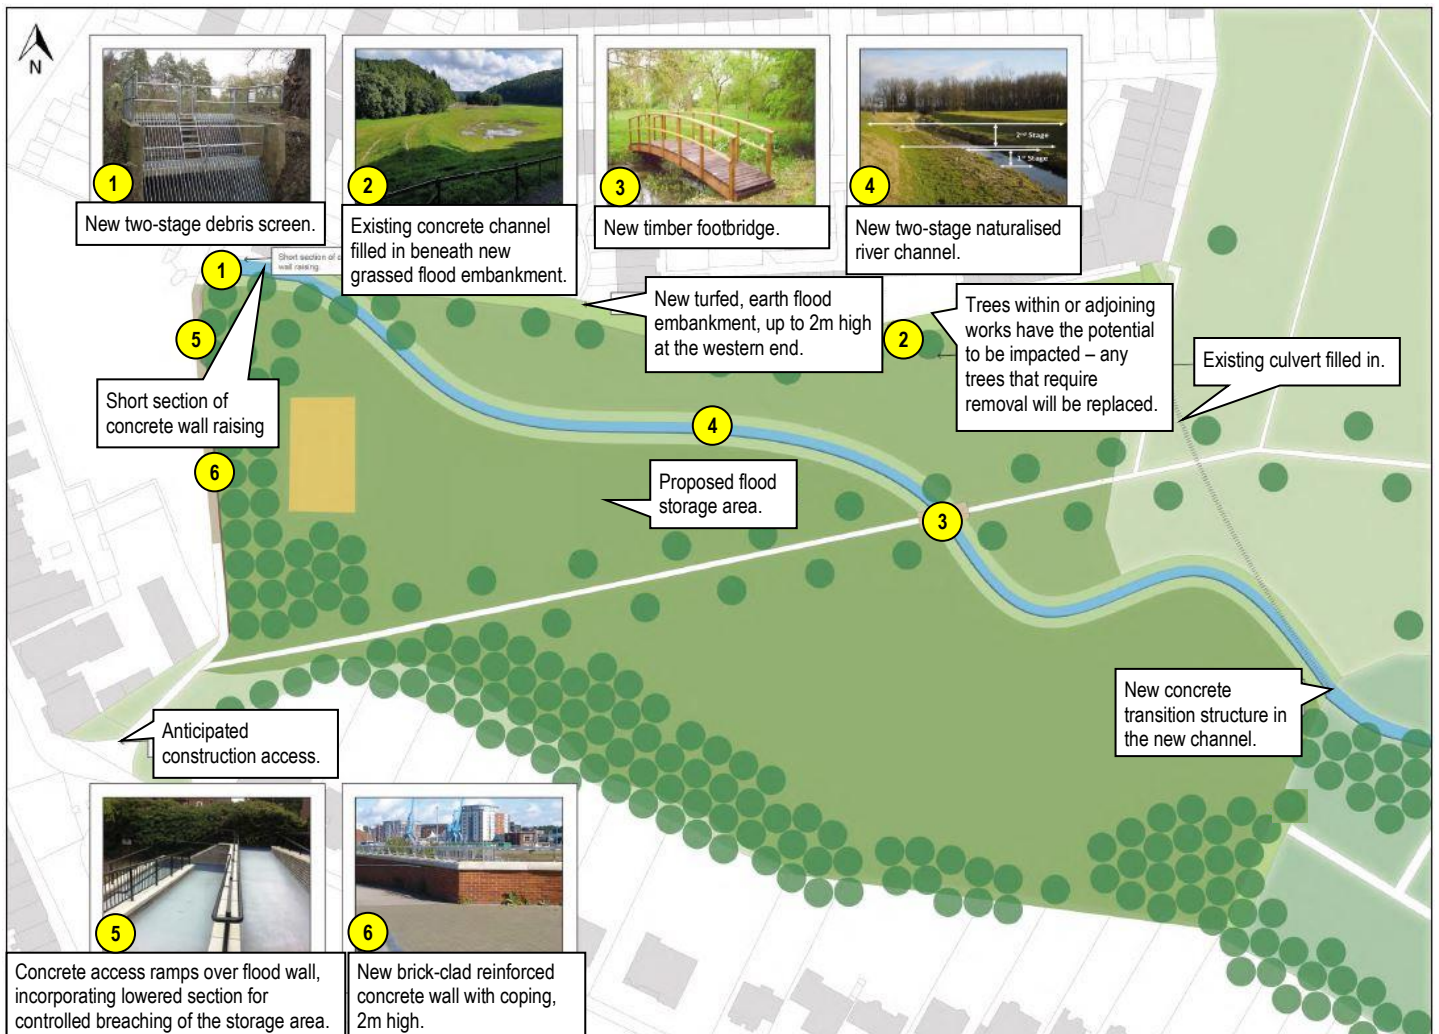 N
1
New two-stage debris screen.
2
Existing concrete channel
filled in beneath new
grassed flood embankment.
3
New timber footbridge.
2nd Stage
1st Stage
4
New two-stage naturalised
river channel.
1
Short section of c
wall raising.
5
Short section of
concrete wall raising
6
New turfed, earth flood
embankment, up to 2m high
at the western end.
2
Trees within or adjoining
works have the potential
to be impacted – any
trees that require
removal will be replaced.
Existing culvert filled in.
4
Proposed flood
storage area.
3
New concrete
transition structure in
the new channel.
Anticipated
construction access.
5
Concrete access ramps over flood wall,
incorporating lowered section for
controlled breaching of the storage area.
6
New brick-clad reinforced
concrete wall with coping,
2m high.